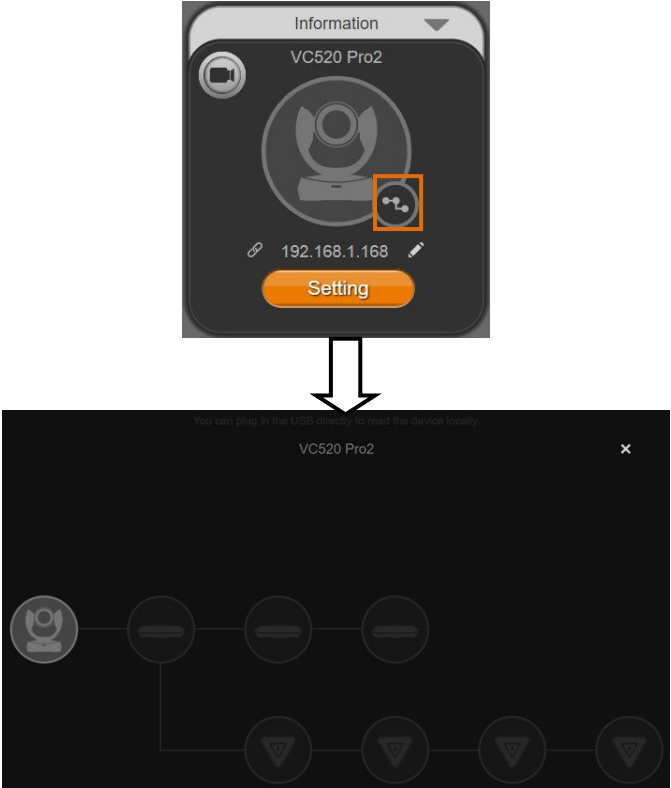 Information
VC520 Pro2
192.168.1.168
Setting
You can plug in the USB directly to read the device locally.
VC520 Pro2